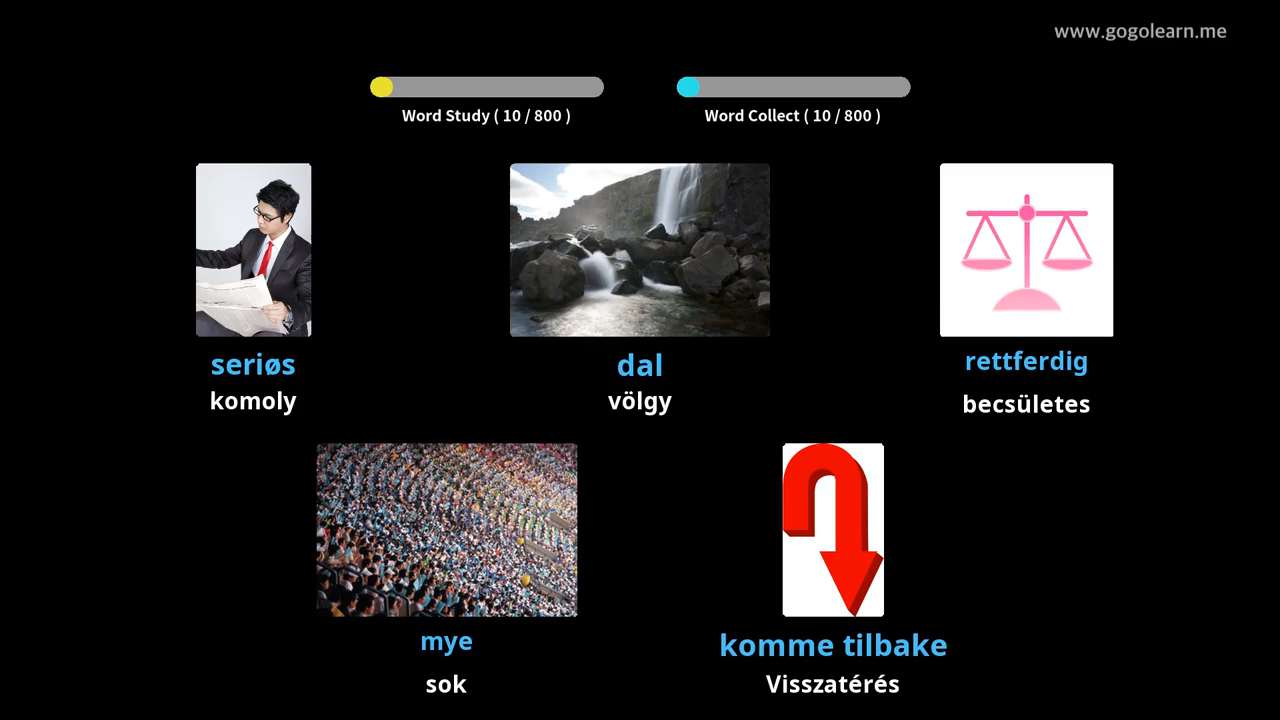 www.gogolearn.me
Word Study ( 10 / 800 )
Word Collect ( 10 / 800 )
seriøs
komoly
dal
völgy
rettferdig
becsületes
mye
sok
komme tilbake
Visszatérés